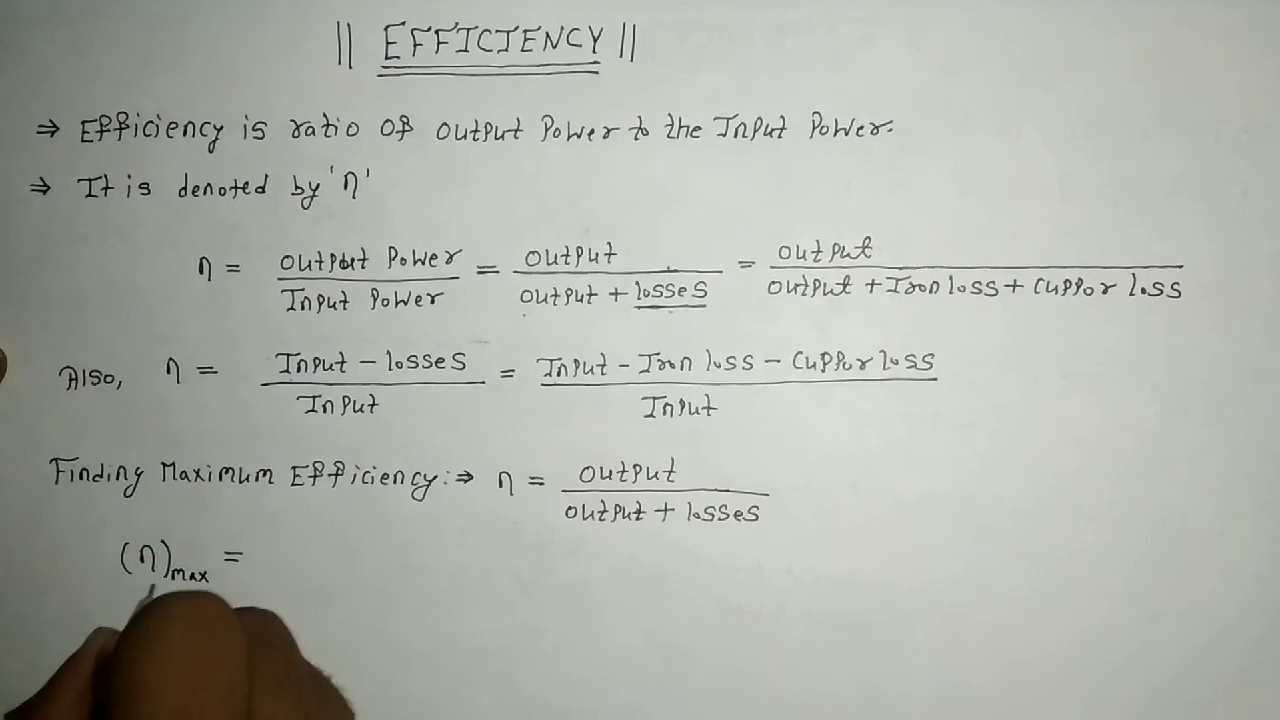 || EFFICIENCY ||
⇒ Efficiency is ratio of output Power to the Input Power.
⇒ It is denoted by 'η'
η = Output Power / Input Power = output / output + losses = output / output + Iron loss + Cuppor loss
Also, η = Input - losses / Input = Input - Iron loss - Cuppor loss / Input
Finding Maximum Efficiency :⇒ η = output / output + losses
(η)max =